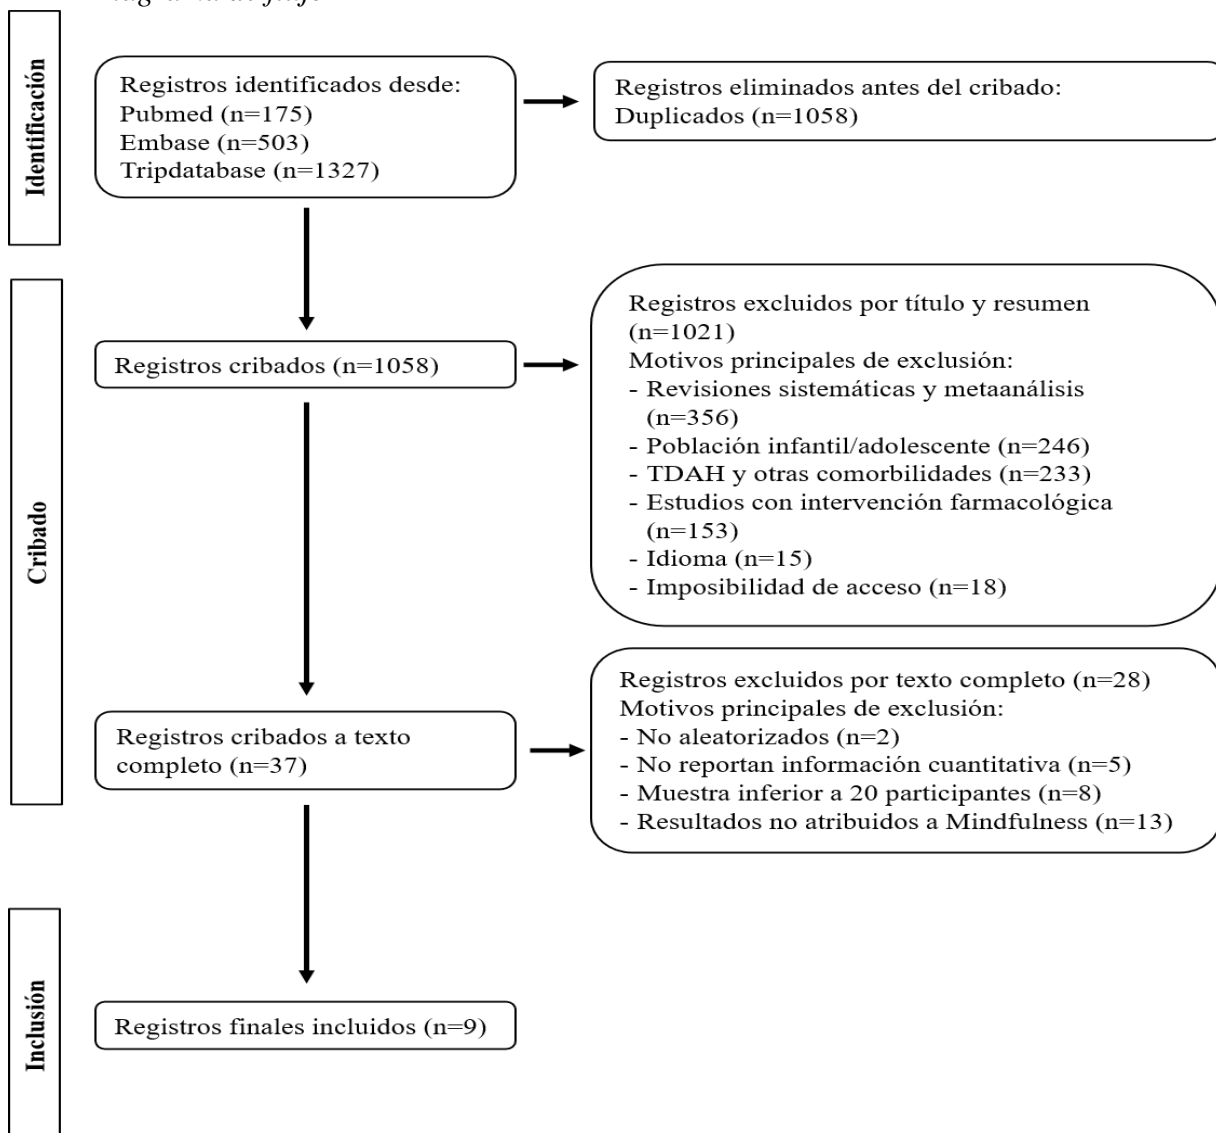 Identificación
Registros identificados desde:
Pubmed (n=175)
Embase (n=503)
Tripdatabase (n=1327)
Registros eliminados antes del cribado:
Duplicados (n=1058)
Cribado
Registros cribados (n=1058)
Registros excluidos por título y resumen
(n=1021)
Motivos principales de exclusión:
- Revisiones sistemáticas y metaanálisis
(n=356)
- Población infantil/adolescente (n=246)
- TDAH y otras comorbilidades (n=233)
- Estudios con intervención farmacológica
(n=153)
- Idioma (n=15)
- Imposibilidad de acceso (n=18)
Registros cribados a texto
completo (n=37)
Registros excluidos por texto completo (n=28)
Motivos principales de exclusión:
- No aleatorizados (n=2)
- No reportan información cuantitativa (n=5)
- Muestra inferior a 20 participantes (n=8)
- Resultados no atribuidos a Mindfulness (n=13)
Inclusión
Registros finales incluidos (n=9)